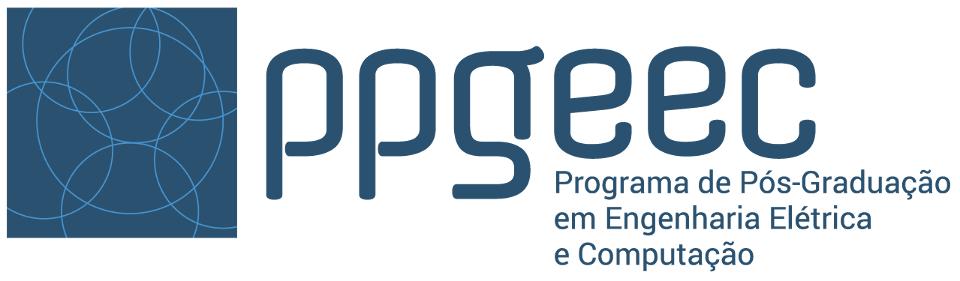 ppgeec
Programa de Pós-Graduação
em Engenharia Elétrica
e Computação